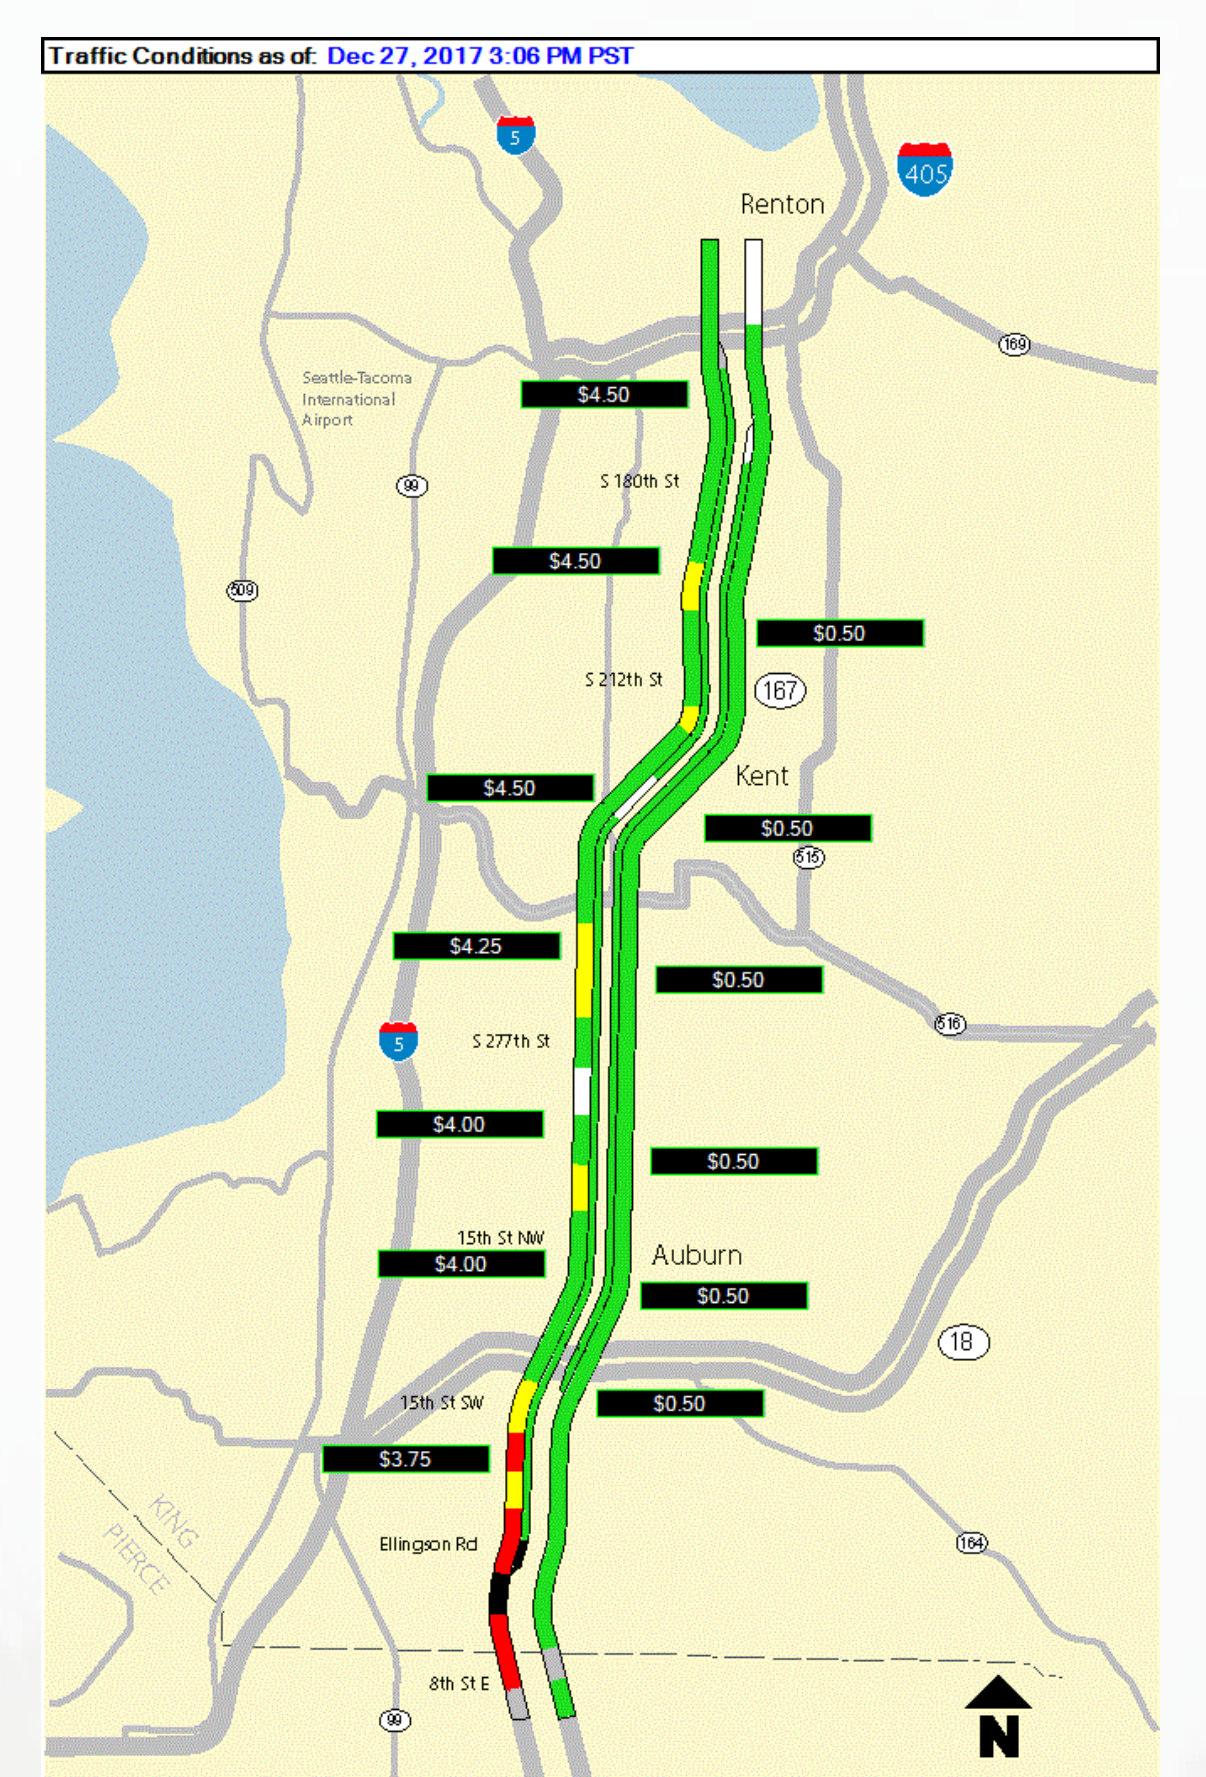 Traffic Conditions as of: Dec 27, 2017 3:06 PM PST
5
405
Renton
169
Seattle-Tacoma
International
Airport
$4.50
99
S 180th St
$4.50
509
$0.50
S 212th St
167
Kent
$4.50
$0.50
515
$4.25
$0.50
516
5
S 277th St
$4.00
$0.50
15th St NW
$4.00
Auburn
$0.50
18
15th St SW
$0.50
$3.75
KING
PIERCE
Ellingson Rd
164
8th St E
99
N